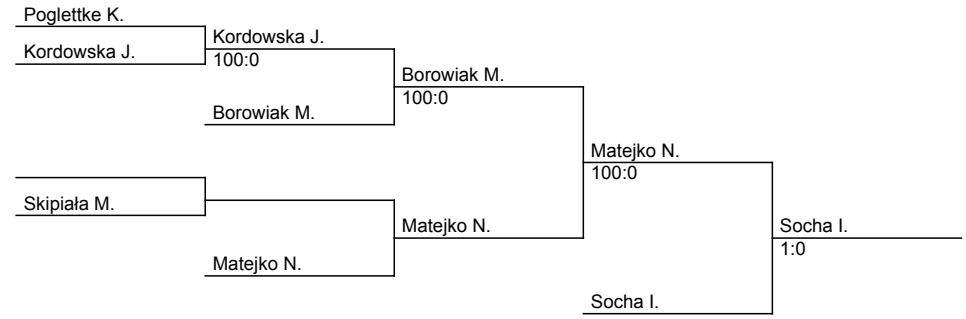 Poglettke K.
Kordowska J.
Kordowska J.
100:0
Borowiak M.
Borowiak M.
100:0
Skipiała M.
Matejko N.
Matejko N.
Matejko N.
100:0
Socha I.
Socha I.
1:0